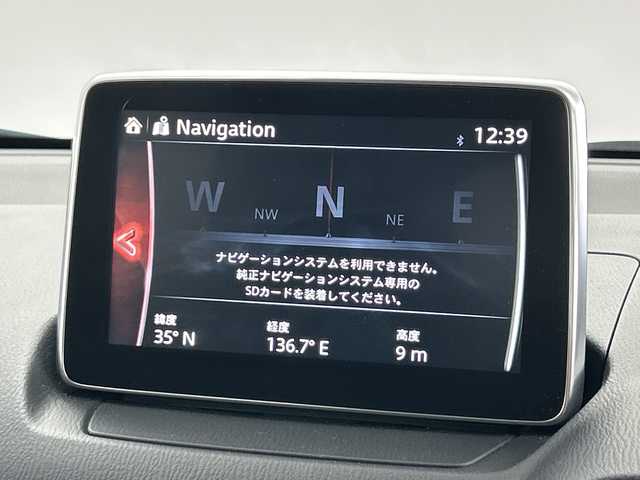 Navigation
12:39
W NW N NE E
ナビゲーションシステムを利用できません。
純正ナビゲーションシステム専用の
SDカードを装着してください。
緯度 経度 高度
35° N 136.7° E 9 m